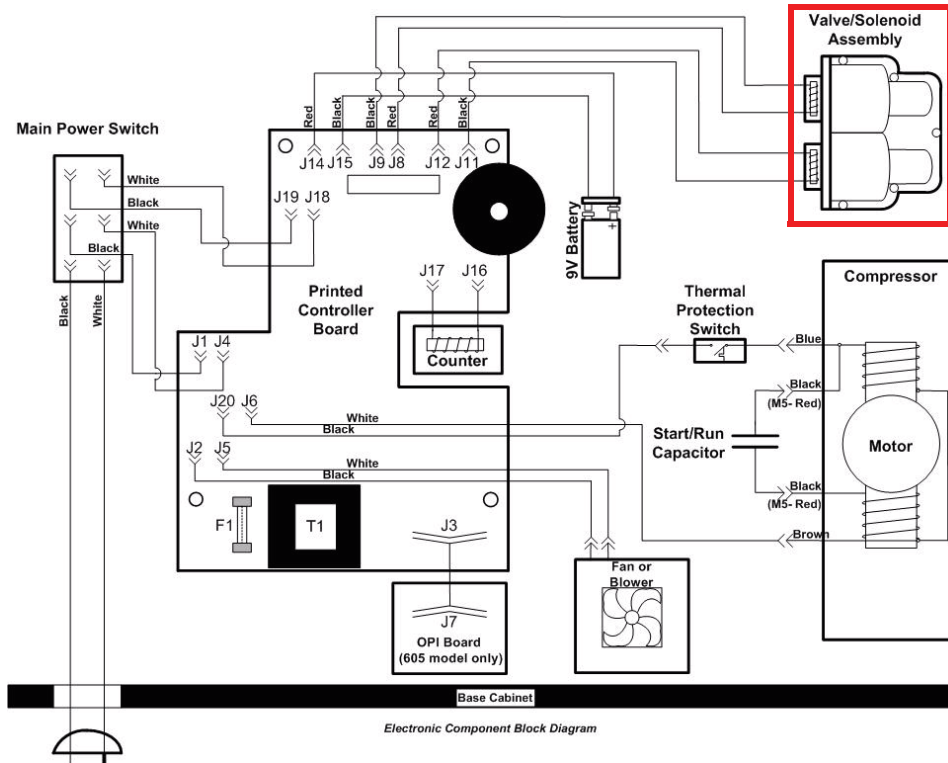 Valve/Solenoid
Assembly
Red
Black
Black
Red
Red
Black
Main Power Switch
J14
J15
J9
J8
J12
J11
White
Black
White
Black
J19
J18
9V Battery
+
Black
White
Printed
Controller
Board
J17
J16
Counter
Thermal
Protection
Switch
Compressor
Blue
Black
(M5- Red)
Start/Run
Capacitor
Motor
Black
(M5- Red)
Brown
J1
J4
J20
J6
White
Black
J2
J5
White
Black
F1
T1
J3
J7
OPI Board
(605 model only)
Fan or
Blower
Base Cabinet
Electronic Component Block Diagram